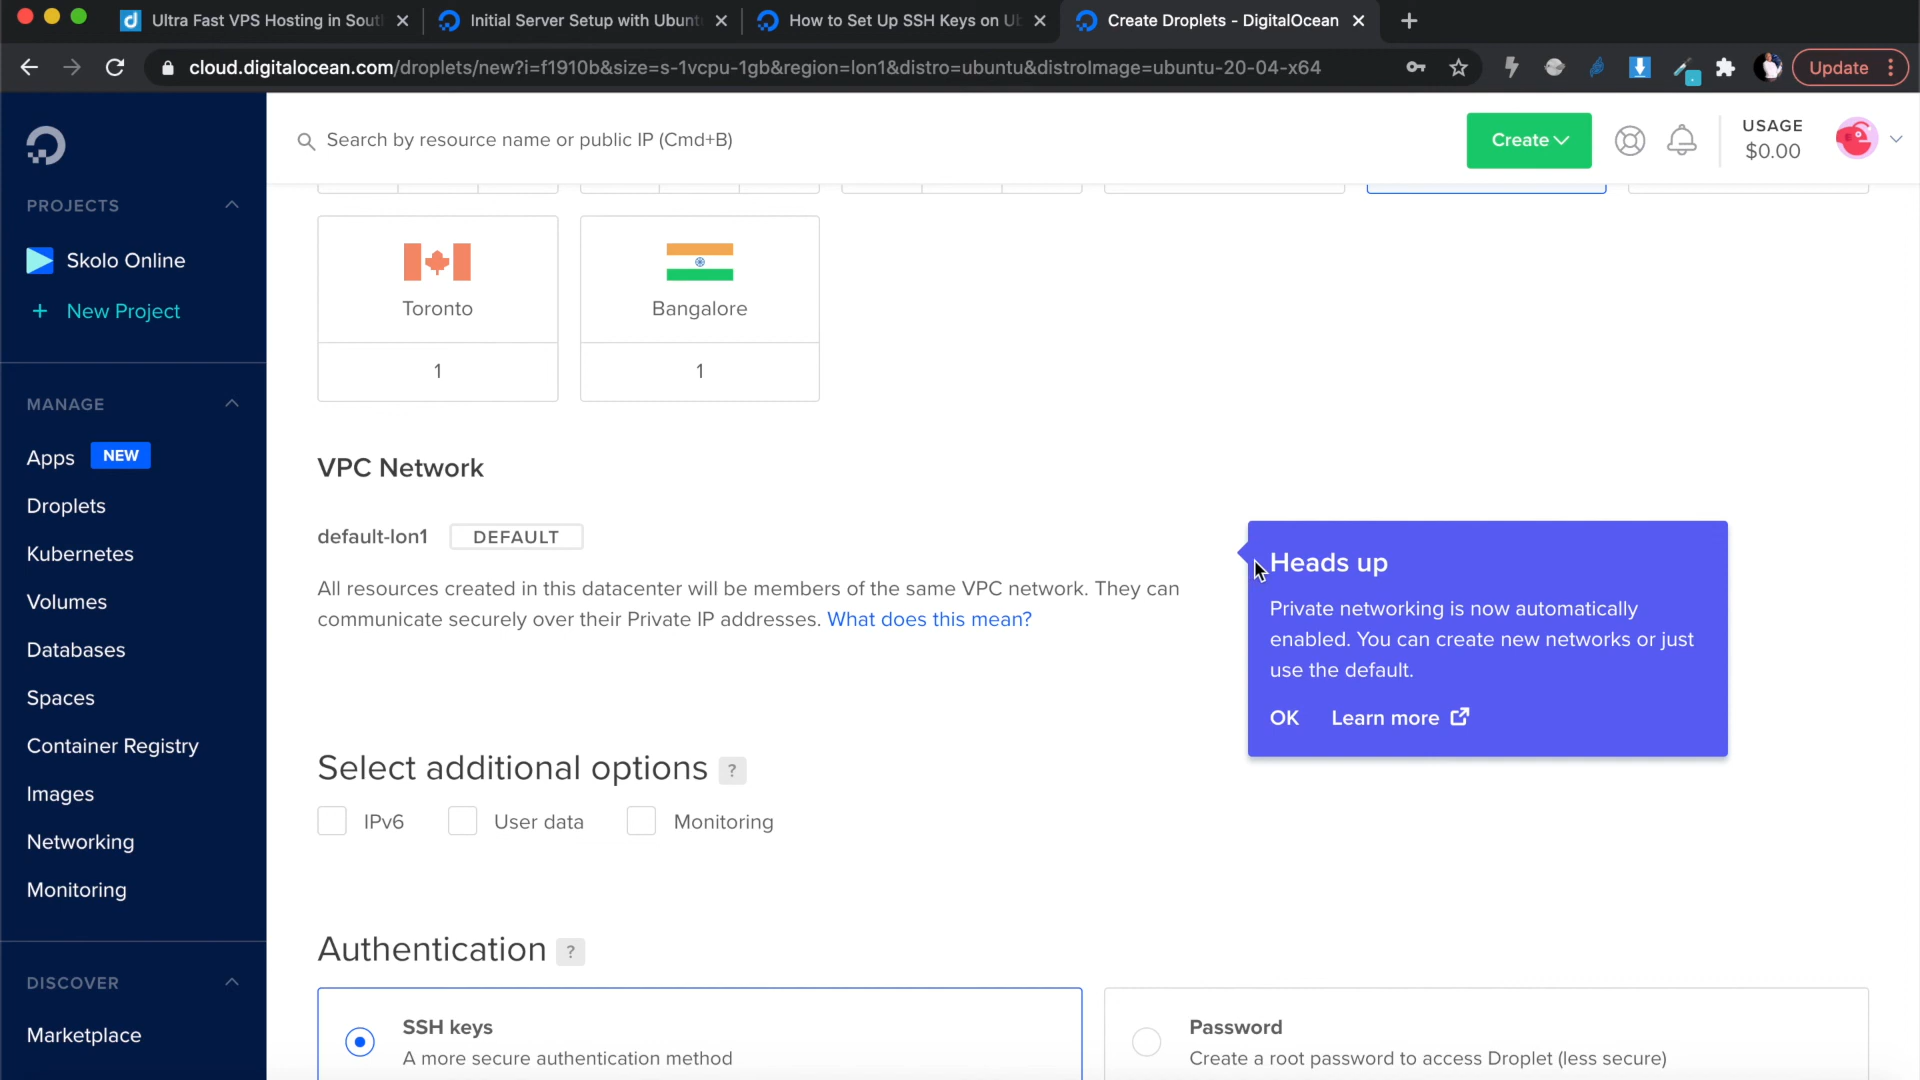 Ultra Fast VPS Hosting in Sout
Initial Server Setup with Ubunt
How to Set Up SSH Keys on Ub
Create Droplets - DigitalOcean
cloud.digitalocean.com/droplets/new?i=f1910b&size=s-1vcpu-1gb&region=lon1&distro=ubuntu&distroImage=ubuntu-20-04-x64
Update
Search by resource name or public IP (Cmd+B)
Create
USAGE
$0.00
PROJECTS
Skolo Online
+ New Project
MANAGE
Apps NEW
Droplets
Kubernetes
Volumes
Databases
Spaces
Container Registry
Images
Networking
Monitoring
DISCOVER
Marketplace
Toronto
1
Bangalore
1
VPC Network
default-lon1 DEFAULT
All resources created in this datacenter will be members of the same VPC network. They can
communicate securely over their Private IP addresses. What does this mean?
Heads up
Private networking is now automatically
enabled. You can create new networks or just
use the default.
OK Learn more
Select additional options ?
IPv6 User data Monitoring
Authentication ?
SSH keys
A more secure authentication method
Password
Create a root password to access Droplet (less secure)